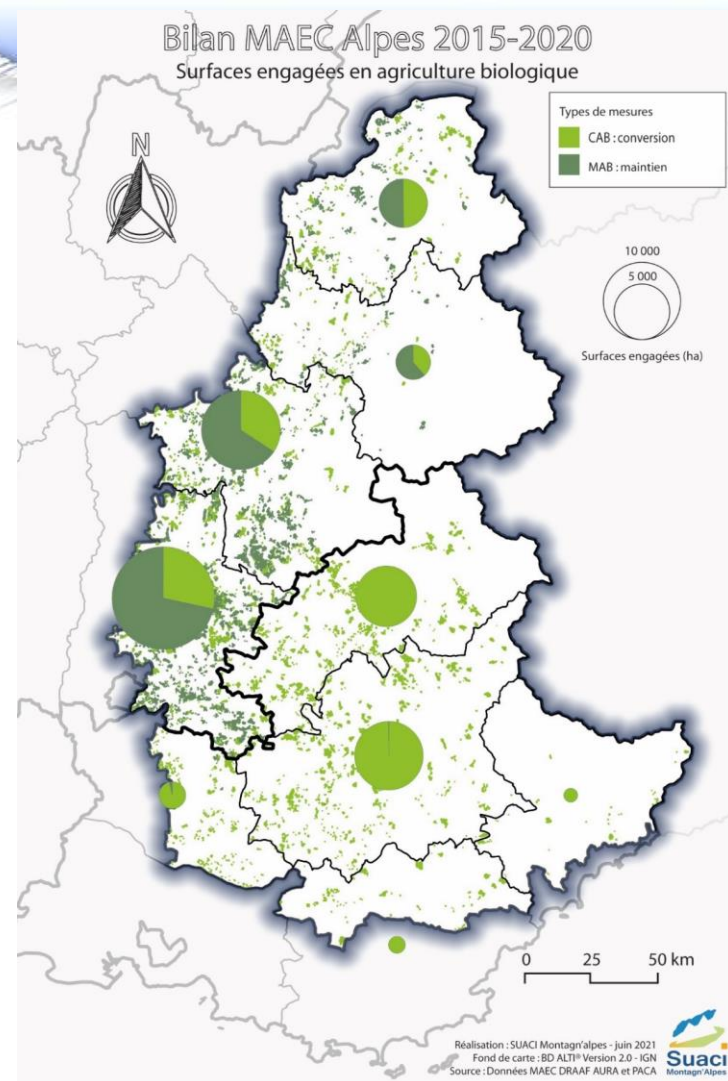 Bilan MAEC Alpes 2015-2020
Surfaces engagées en agriculture biologique
N
Types de mesures
CAB : conversion
MAB : maintien
10 000
5 000
Surfaces engagées (ha)
0 25 50 km
Réalisation : SUACI Montagn'alpes - juin 2021
Fond de carte : BD ALTI® Version 2.0 - IGN
Source : Données MAEC DRAAF AURA et PACA
Suaci
Montagn'Alpes